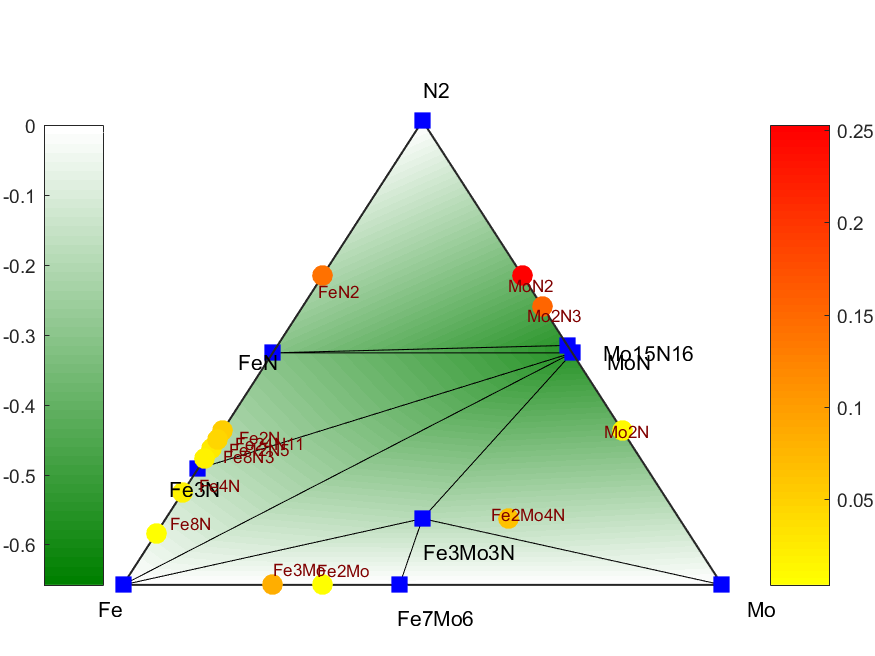 N2
0
-0.1
-0.2
-0.3
-0.4
-0.5
-0.6
0.25
0.2
0.15
0.1
0.05
FeN2
MoN2
Mo2N3
FeN
Mo15N16
MoN
Fe2N
Mo2N
Fe8N3
Fe4N
Fe3N
Fe8N
Fe2Mo4N
Fe3Mo3N
Fe3Mo
Fe2Mo
Fe
Fe7Mo6
Mo